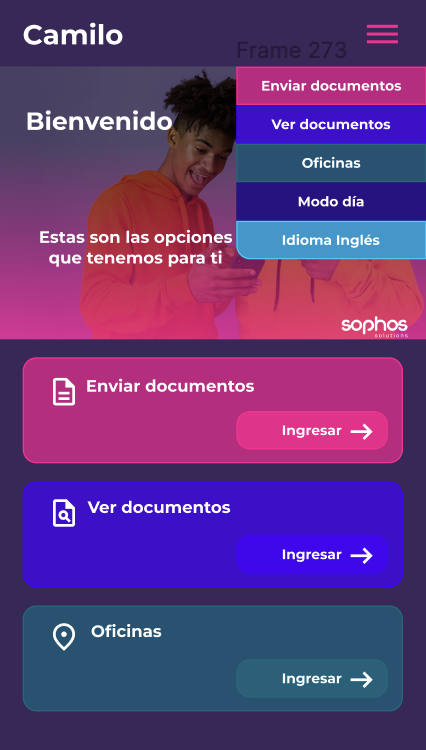 Camilo
Frame 273
Enviar documentos
Ver documentos
Oficinas
Modo día
Idioma Inglés
Bienvenido
Estas son las opciones
que tenemos para ti
sophos
solutions
Enviar documentos
Ingresar
Ver documentos
Ingresar
Oficinas
Ingresar